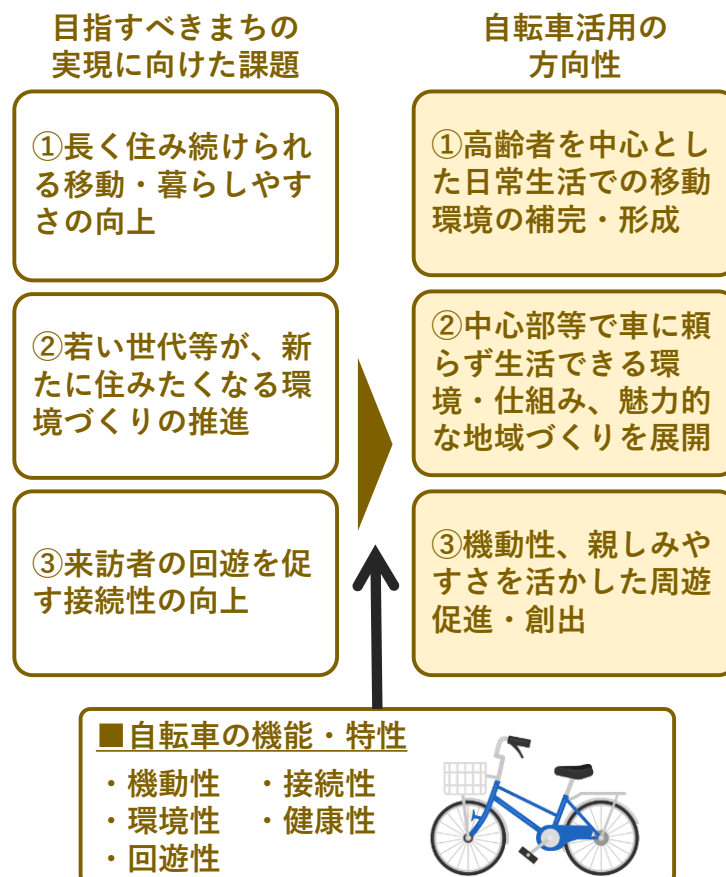 目指すべきまちの
実現に向けた課題
①長く住み続けられ
る移動・暮らしやす
さの向上
②若い世代等が、新
たに住みたくなる環
境づくりの推進
③来訪者の回遊を促
す接続性の向上
自転車活用の
方向性
①高齢者を中心とし
た日常生活での移動
環境の補完・形成
②中心部等で車に頼
らず生活できる環
境・仕組み、魅力的
な地域づくりを展開
③機動性、親しみや
すさを活かした周遊
促進・創出
■自転車の機能・特性
・機動性 ・接続性
・環境性 ・健康性
・回遊性